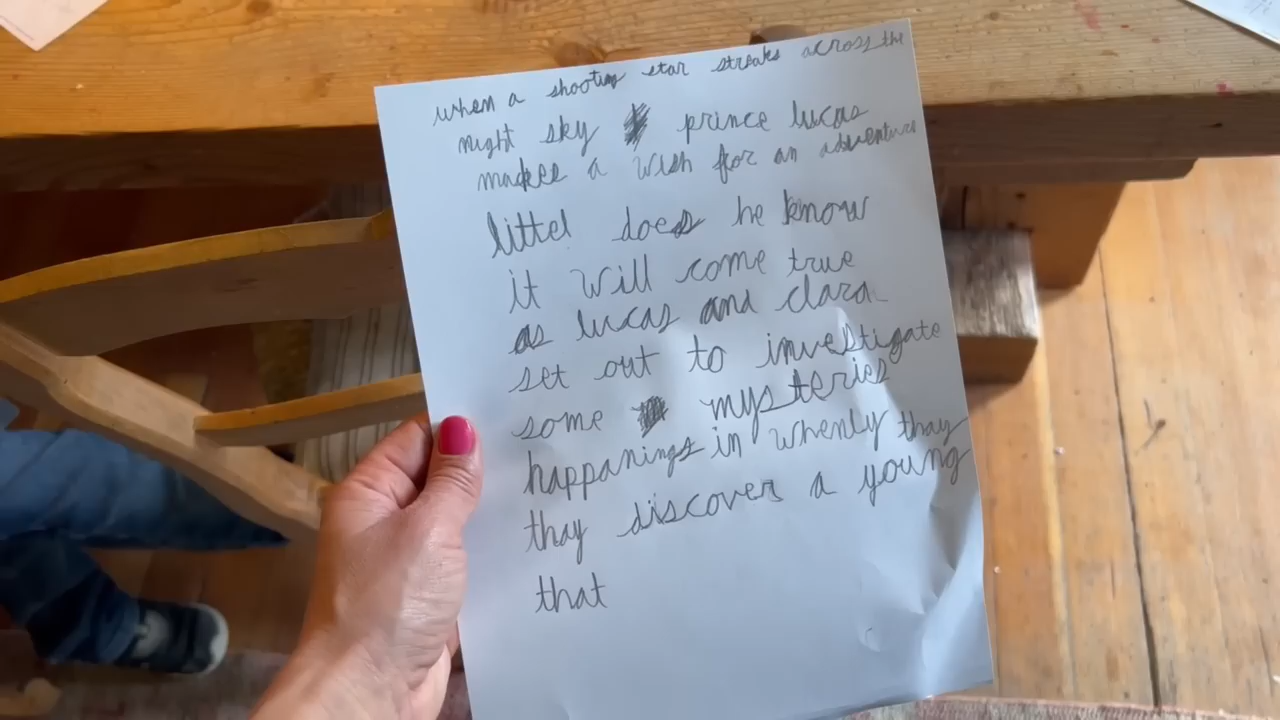 when a shooting star streaks across the
night sky prince lucas
makes a wish for an adventure
littel does he know
it will come true
as lucas and clara
set out to investigate
some mysteries
happanings in whenly thay
thay discover a young
that